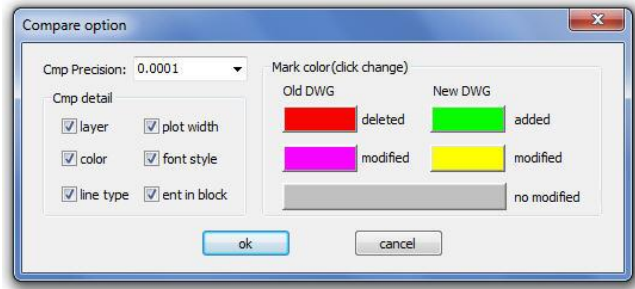 Compare option
Cmp Precision: 0.0001
Cmp detail
layer plot width
color font style
line type ent in block
Mark color(click change)
Old DWG New DWG
deleted added
modified modified
no modified
ok cancel